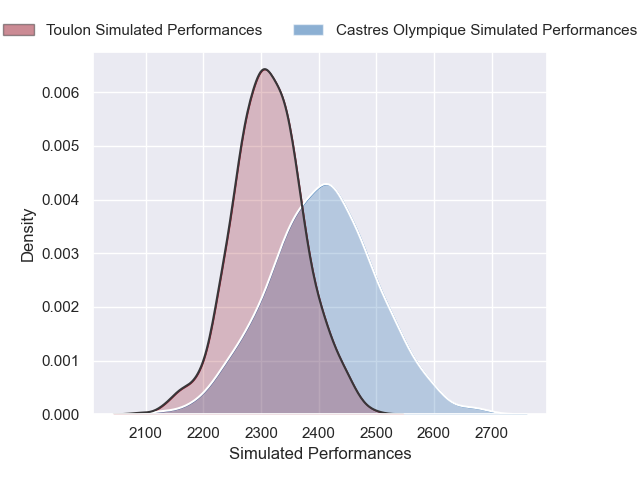 Toulon Simulated Performances
Castres Olympique Simulated Performances
0.006
0.005
0.004
0.003
0.002
0.001
0.000
Density
2100 2200 2300 2400 2500 2600 2700
Simulated Performances